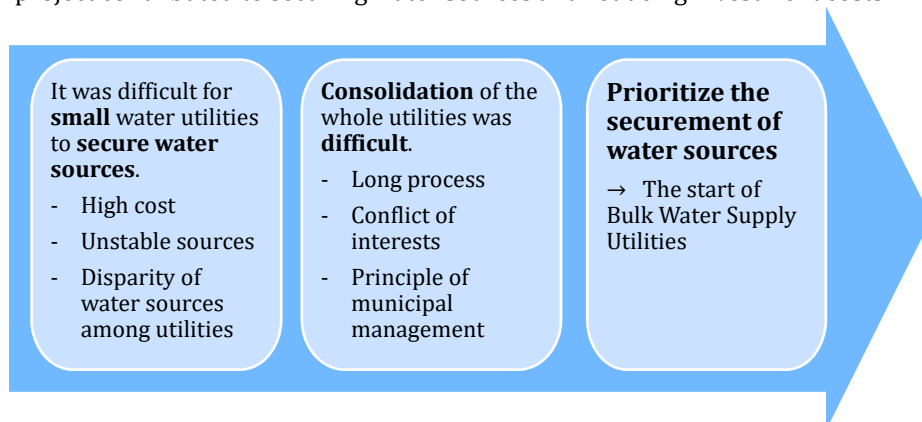 It was difficult for
small water utilities
to secure water
sources.
- High cost
- Unstable sources
- Disparity of
water sources
among utilities
Consolidation of the
whole utilities was
difficult.
- Long process
- Conflict of
interests
- Principle of
municipal
management
Prioritize the
securement of
water sources
→ The start of
Bulk Water Supply
Utilities